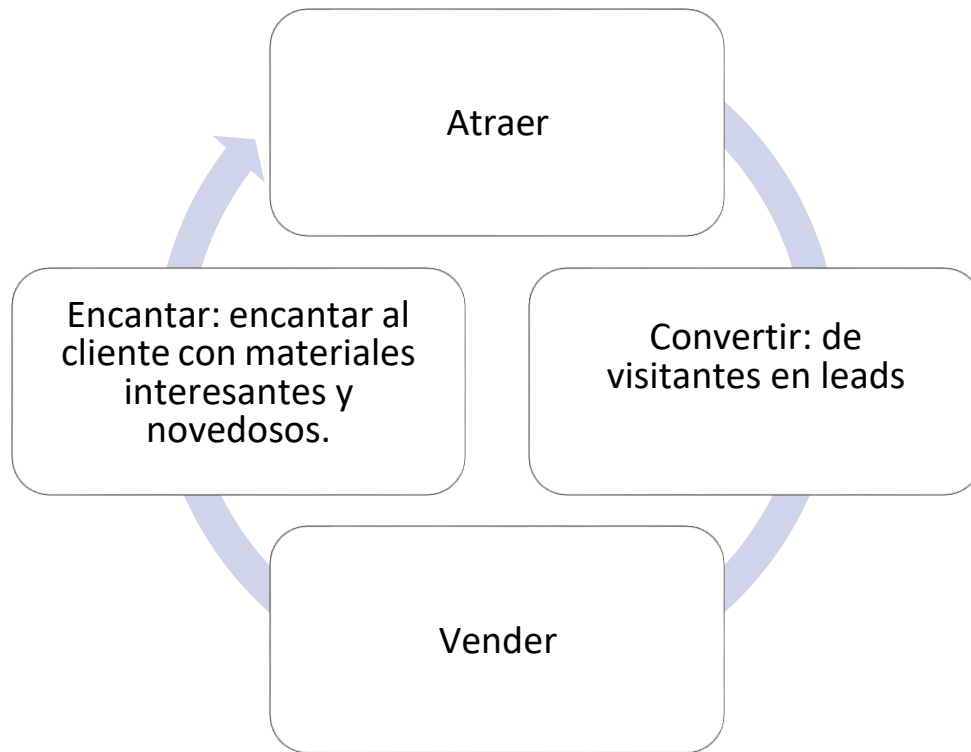 Atraer
Convertir: de
visitantes en leads
Vender
Encantar: encantar al
cliente con materiales
interesantes y
novedosos.